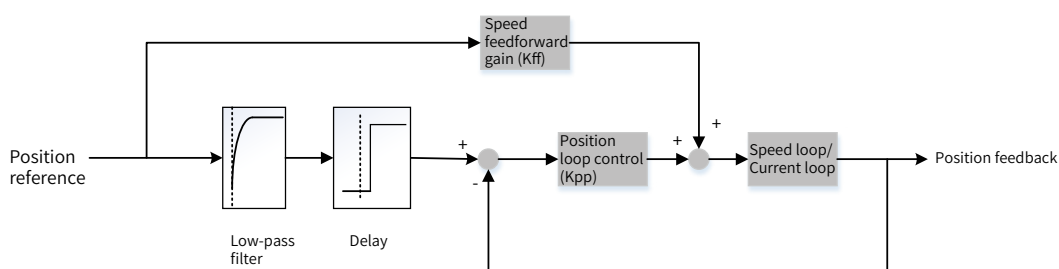 Speed
feedforward
gain (Kff)
+
Position
reference
+
-
Position
loop control
(Kpp)
+
Speed loop/
Current loop
Position feedback
Low-pass
filter
Delay